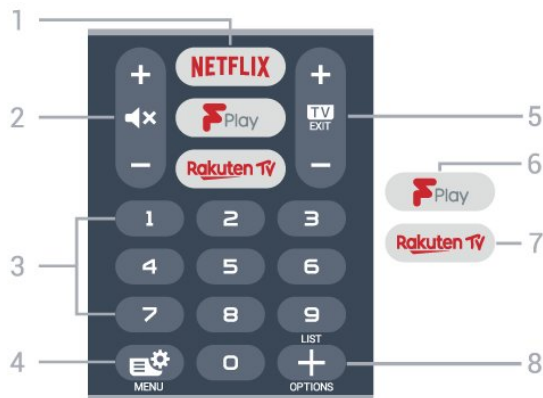 1
NETFLIX
+
+
2
F Play
TV
EXIT
5
6
−
−
Rakuten TV
F Play
1
2
3
Rakuten TV
7
3
4
5
6
7
8
9
LIST
4
0
+
8
MENU
OPTIONS